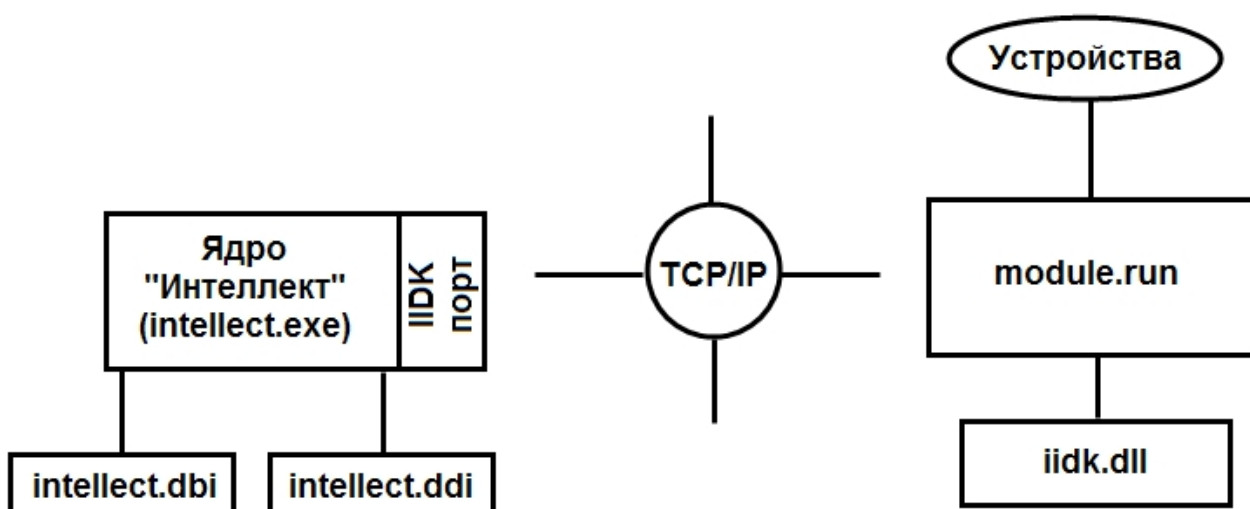 Устройства
Ядро
"Интеллект"
(intellect.exe)
IIDK
порт
TCP/IP
module.run
intellect.dbi
intellect.ddi
iidk.dll